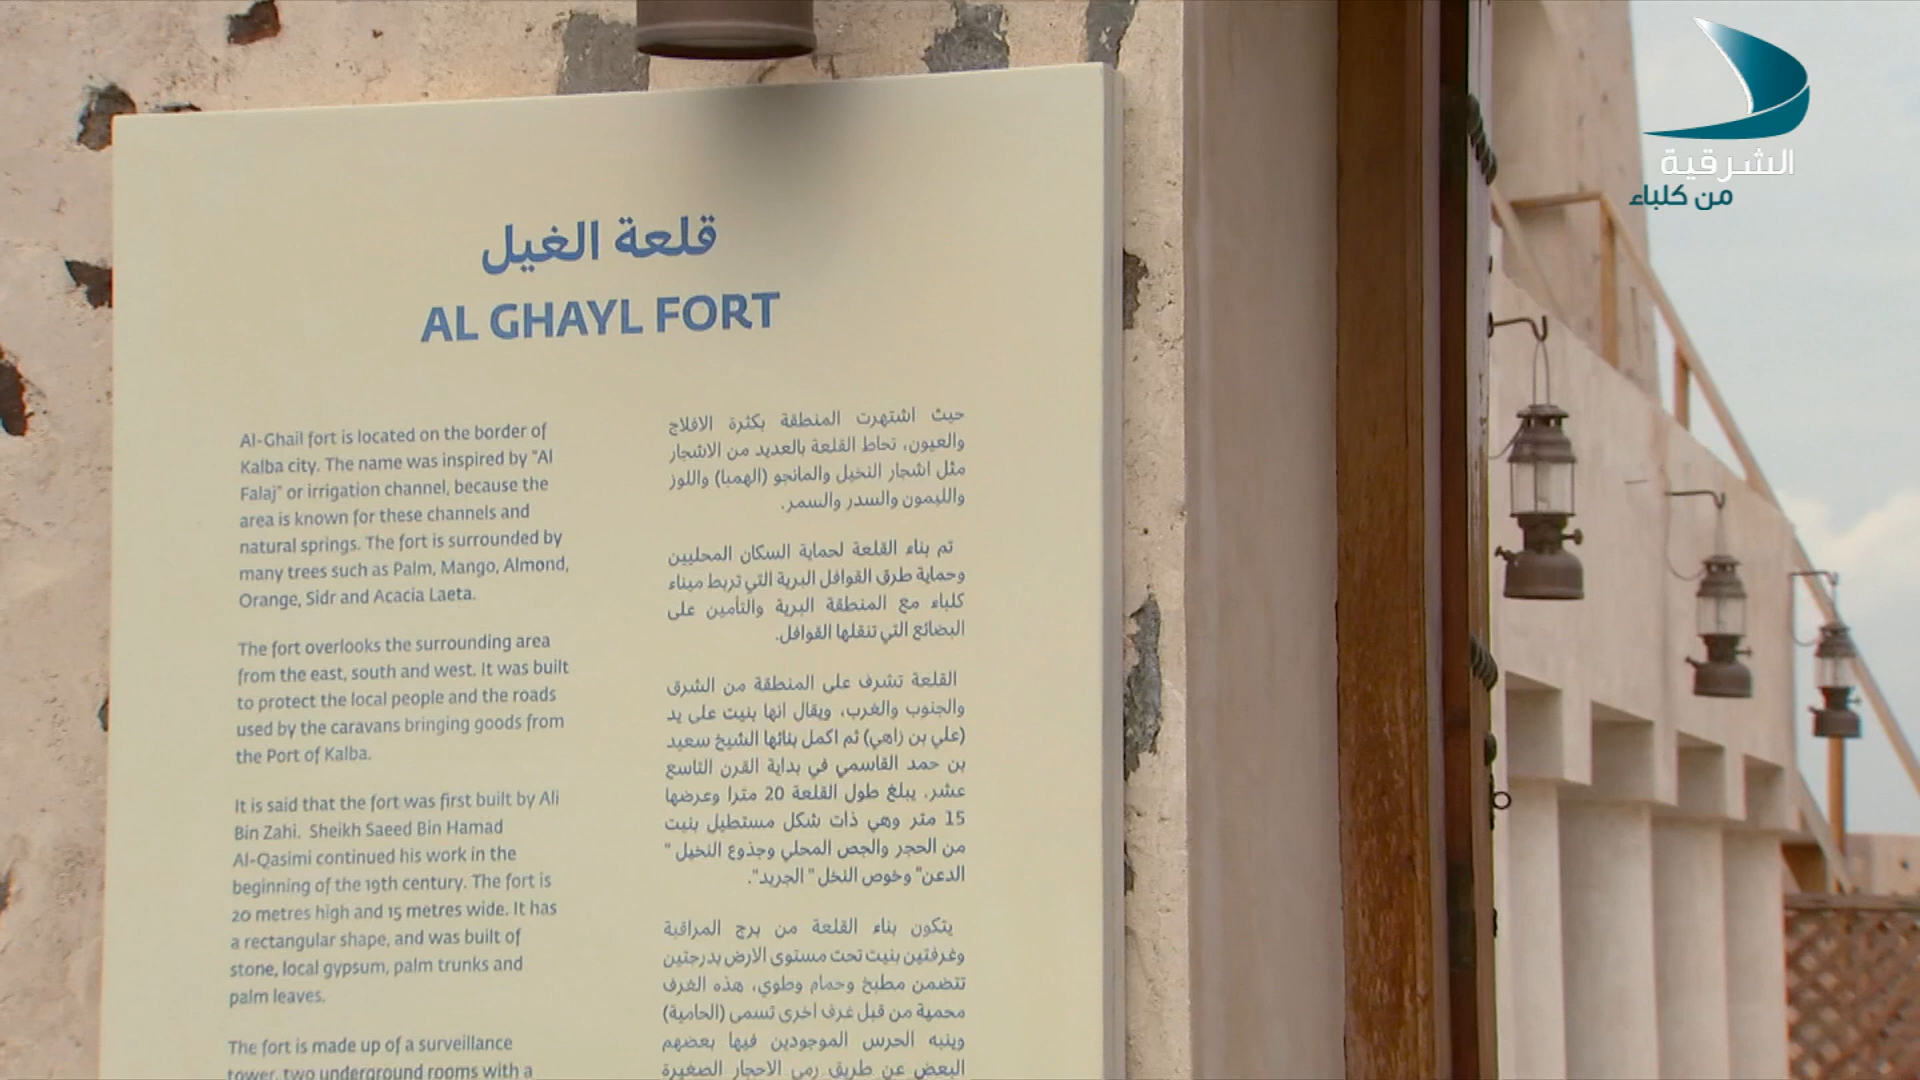 الشرقية
من كلباء
قلعة الغيل
AL GHAYL FORT
Al-Ghail fort is located on the border of
Kalba city. The name was inspired by "Al
Falaj" or irrigation channel, because the
area is known for these channels and
natural springs. The fort is surrounded by
many trees such as Palm, Mango, Almond,
Orange, Sidr and Acacia Laeta.
The fort overlooks the surrounding area
from the east, south and west. It was built
to protect the local people and the roads
used by the caravans bringing goods from
the Port of Kalba.
It is said that the fort was first built by Ali
Bin Zahi. Sheikh Saeed Bin Hamad
Al-Qasimi continued his work in the
beginning of the 19th century. The fort is
20 metres high and 15 metres wide. It has
a rectangular shape, and was built of
stone, local gypsum, palm trunks and
palm leaves.
The fort is made up of a surveillance
tower, two underground rooms with a
حيث اشتهرت المنطقة بكثرة الافلاج
والعيون، تحاط القلعة بالعديد من الاشجار
مثل اشجار النخيل والمانجو (الهمبا) واللوز
والليمون والسدر والسمر.
تم بناء القلعة لحماية السكان المحليين
وحماية طرق القوافل البرية التي تربط ميناء
كلباء مع المنطقة البرية والتأمين على
البضائع التي تنقلها القوافل.
القلعة تشرف على المنطقة من الشرق
والجنوب والغرب، ويقال انها بنيت على يد
(علي بن زاهي) ثم اكمل بنائها الشيخ سعيد
بن حمد القاسمي في بداية القرن التاسع
عشر. يبلغ طول القلعة 20 مترا وعرضها
15 متر وهي ذات شكل مستطيل بنيت
من الحجر والجص المحلي وجذوع النخيل "
الدعن" وخوص النخل " الجريد".
يتكون بناء القلعة من برج المراقبة
وغرفتين بنيت تحت مستوى الارض بدرجتين
تتضمن مطبخ وحمام وطوي، هذه الغرف
محمية من قبل غرف اخرى تسمى (الحامية)
وينبه الحرس الموجودين فيها بعضهم
البعض عن طريق رمي الاحجار الصغيرة